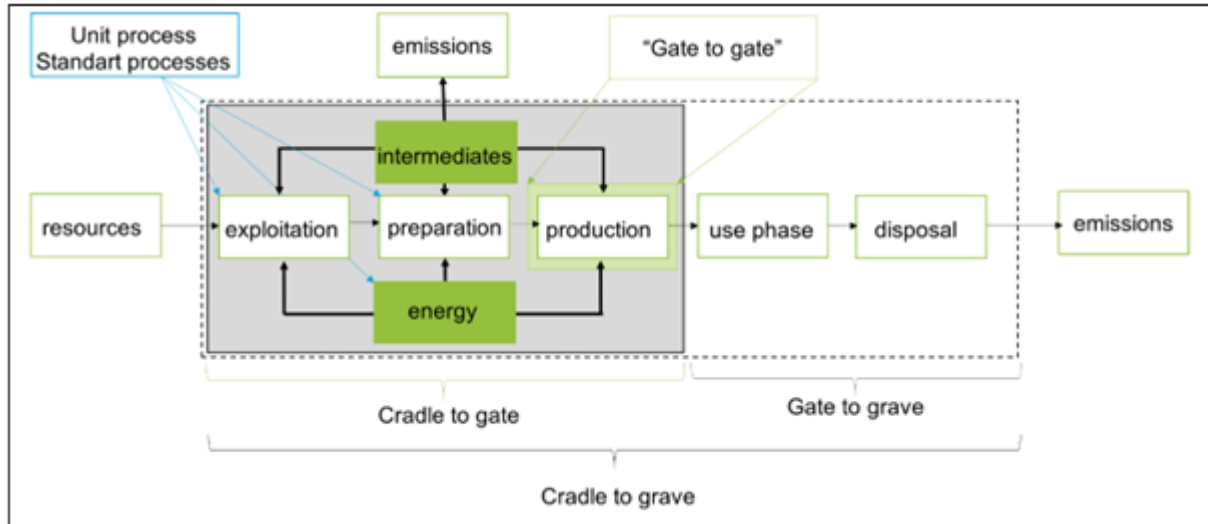 Unit process
Standart processes
emissions
"Gate to gate"
intermediates
resources
exploitation
preparation
production
use phase
disposal
emissions
energy
Cradle to gate
Gate to grave
Cradle to grave